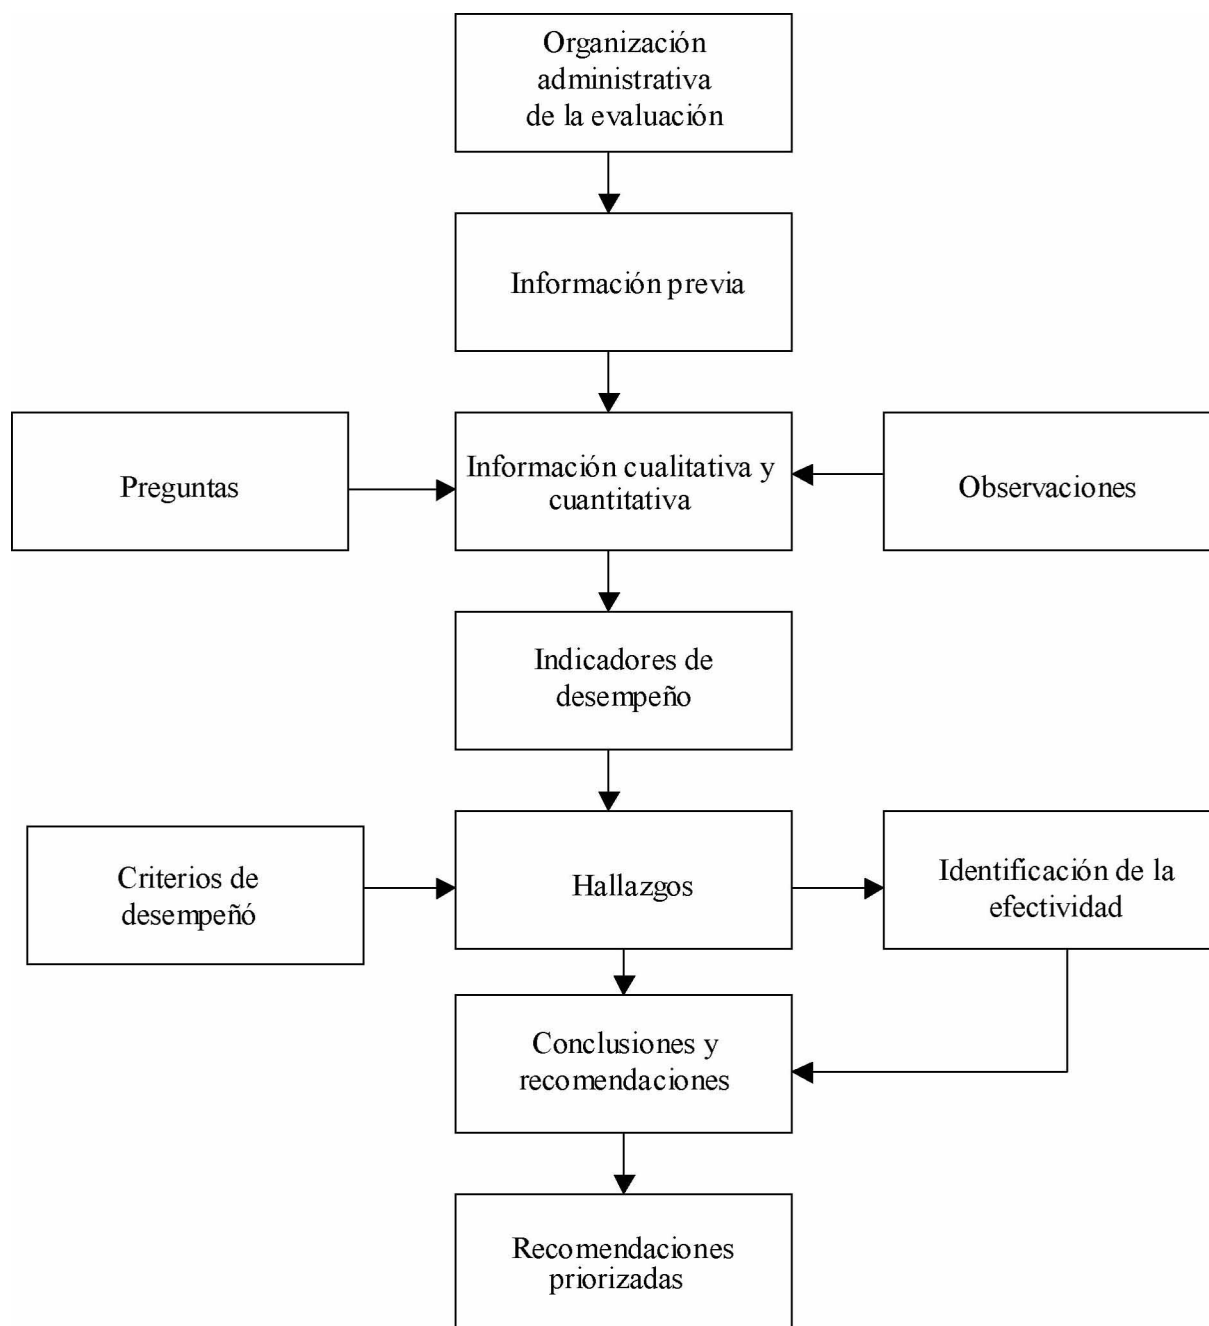 Organización
administrativa
de la evaluación
Información previa
Preguntas
Información cualitativa y
cuantitativa
Observaciones
Indicadores de
desempeño
Criterios de
desempeñó
Hallazgos
Identificación de la
efectividad
Conclusiones y
recomendaciones
Recomendaciones
priorizadas